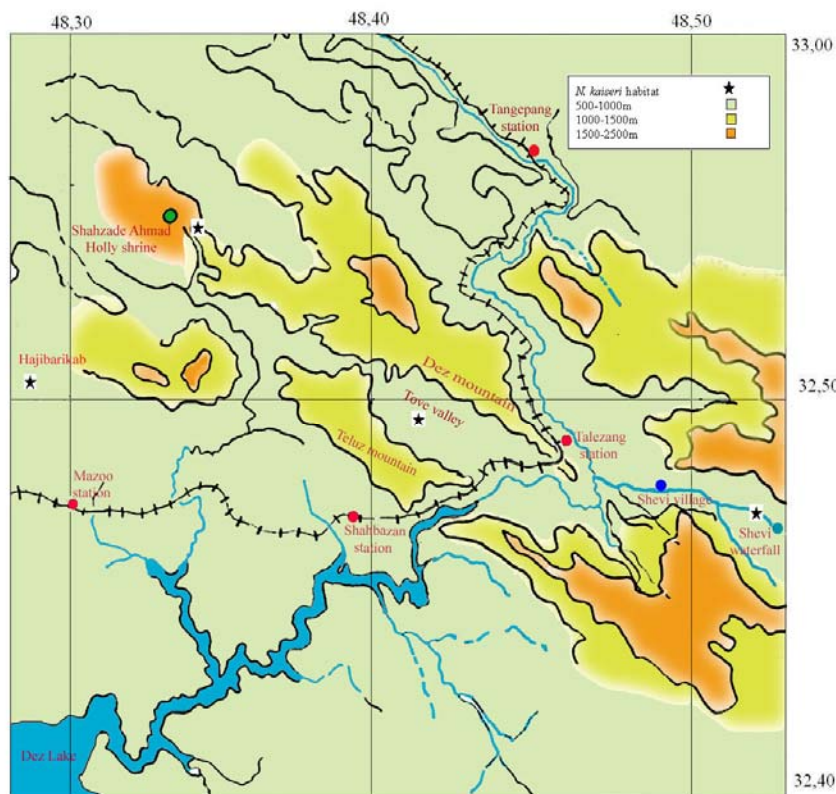 48,30
48,40
48,50
33,00
N. kaiseri habitat
500-1000m
1000-1500m
1500-2500m
Tangepang
station
Shahzade Ahmad
Holly shrine
Hajibarikab
Dez mountain
32,50
Tove valley
Teluz mountain
Talezang
station
Mazoo
station
Shevi village
Shahbazan
station
Shevi
waterfall
Dez Lake
32,40